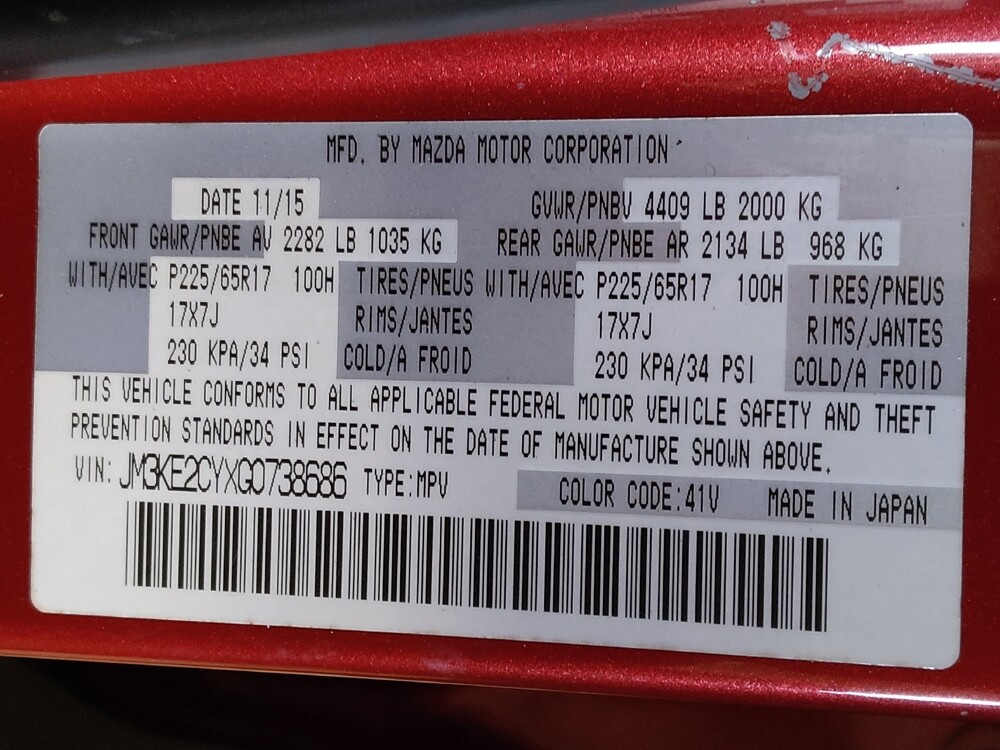 MFD. BY MAZDA MOTOR CORPORATION
DATE 11/15 GVWR/PNBV 4409 LB 2000 KG
FRONT GAWR/PNBE AV 2282 LB 1035 KG REAR GAWR/PNBE AR 2134 LB 968 KG
WITH/AVEC P225/65R17 100H TIRES/PNEUS WITH/AVEC P225/65R17 100H TIRES/PNEUS
17X7J RIMS/JANTES 17X7J RIMS/JANTES
230 KPA/34 PSI COLD/A FROID 230 KPA/34 PSI COLD/A FROID
THIS VEHICLE CONFORMS TO ALL APPLICABLE FEDERAL MOTOR VEHICLE SAFETY AND THEFT
PREVENTION STANDARDS IN EFFECT ON THE DATE OF MANUFACTURE SHOWN ABOVE.
VIN: JM3KE2CYXG0738686 TYPE:MPV COLOR CODE:41V MADE IN JAPAN